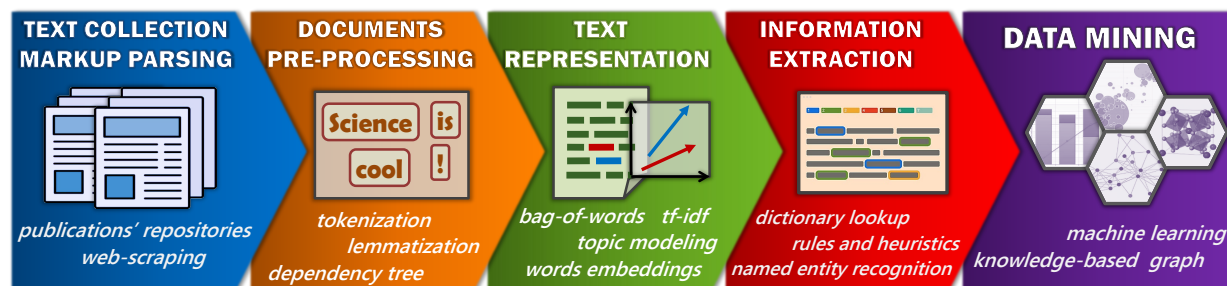 TEXT COLLECTION
MARKUP PARSING
publications' repositories
web-scraping
DOCUMENTS
PRE-PROCESSING
Science is
cool !
tokenization
lemmatization
dependency tree
TEXT
REPRESENTATION
bag-of-words tf-idf
topic modeling
words embeddings
INFORMATION
EXTRACTION
dictionary lookup
rules and heuristics
named entity recognition
DATA MINING
machine learning
knowledge-based graph